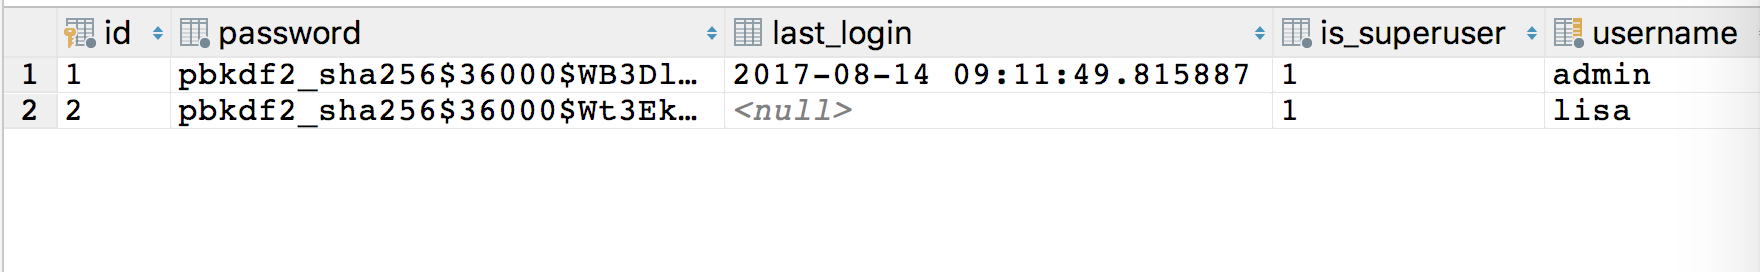 id password last_login is_superuser username
1 1 pbkdf2_sha256$36000$WB3Dl… 2017-08-14 09:11:49.815887 1 admin
2 2 pbkdf2_sha256$36000$Wt3Ek… <null> 1 lisa